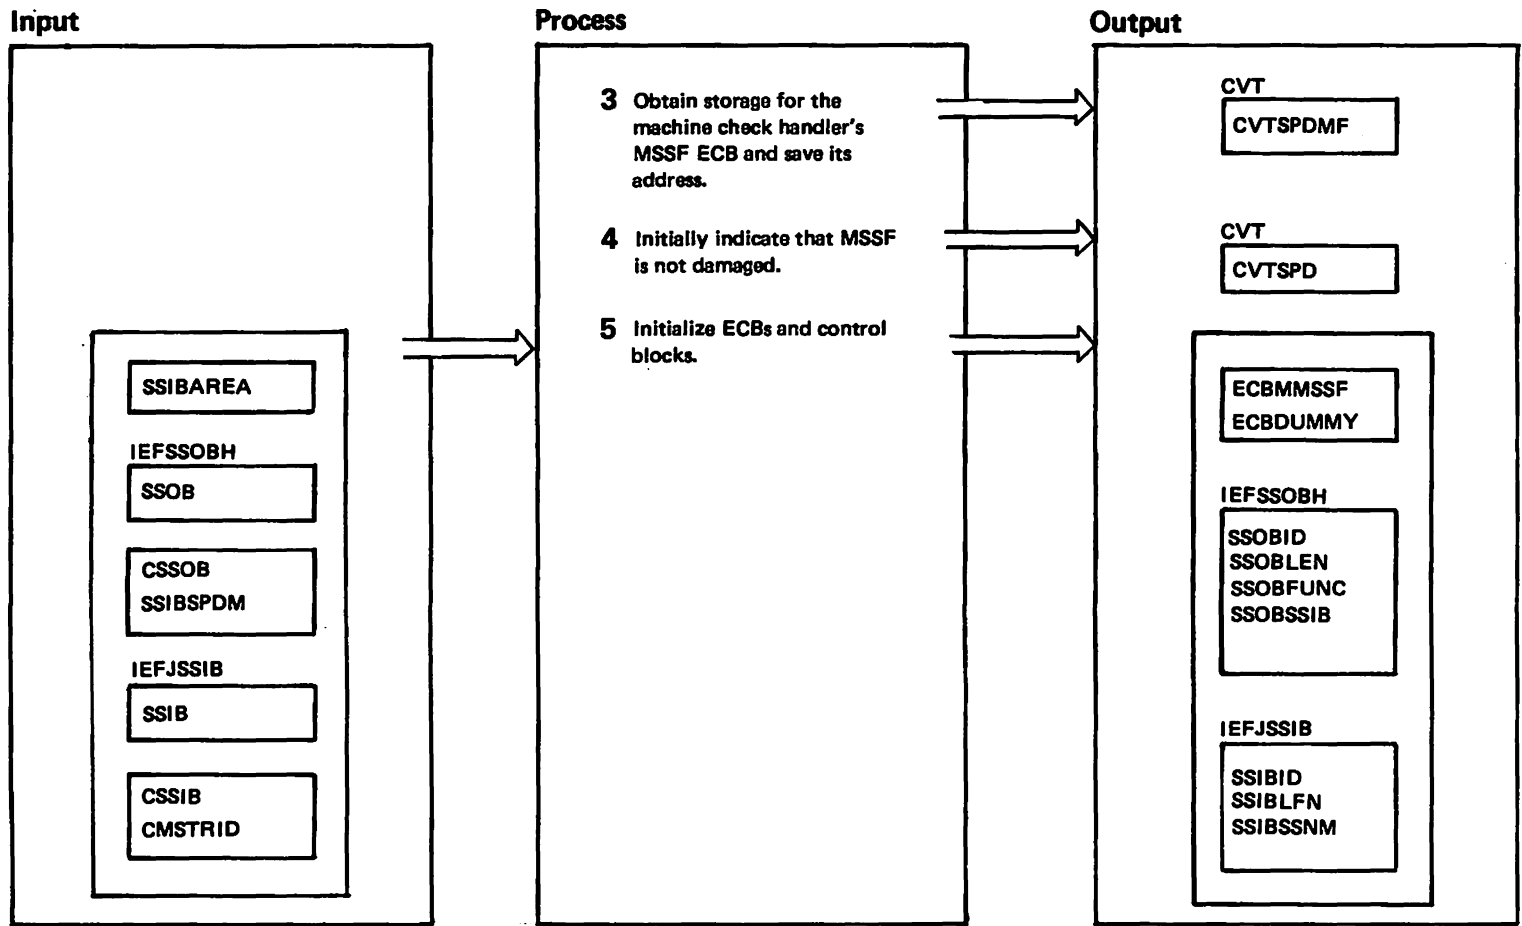 Input
Process
Output
SSIBAREA
IEFSSOBH
SSOB
CSSOB
SSIBSPDM
IEFJSSIB
SSIB
CSSIB
CMSTRID
3 Obtain storage for the
machine check handler's
MSSF ECB and save its
address.
4 Initially indicate that MSSF
is not damaged.
5 Initialize ECBs and control
blocks.
CVT
CVTSPDMF
CVT
CVTSPD
ECBMMSSF
ECBDUMMY
IEFSSOBH
SSOBID
SSOBLEN
SSOBFUNC
SSOBSSIB
IEFJSSIB
SSIBID
SSIBLFN
SSIBSSNM